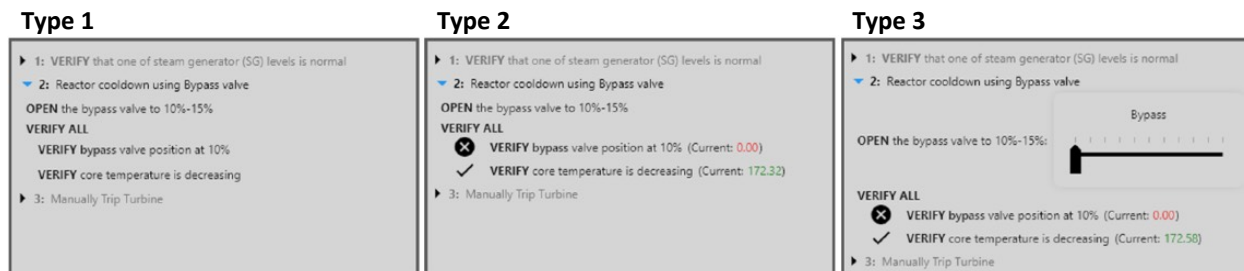 Type 1
1: VERIFY that one of steam generator (SG) levels is normal
2: Reactor cooldown using Bypass valve
OPEN the bypass valve to 10%-15%
VERIFY ALL
VERIFY bypass valve position at 10%
VERIFY core temperature is decreasing
3: Manually Trip Turbine
Type 2
1: VERIFY that one of steam generator (SG) levels is normal
2: Reactor cooldown using Bypass valve
OPEN the bypass valve to 10%-15%
VERIFY ALL
VERIFY bypass valve position at 10% (Current: 0.00)
VERIFY core temperature is decreasing (Current: 172.32)
3: Manually Trip Turbine
Type 3
1: VERIFY that one of steam generator (SG) levels is normal
2: Reactor cooldown using Bypass valve
Bypass
OPEN the bypass valve to 10%-15%:
VERIFY ALL
VERIFY bypass valve position at 10% (Current: 0.00)
VERIFY core temperature is decreasing (Current: 172.58)
3: Manually Trip Turbine